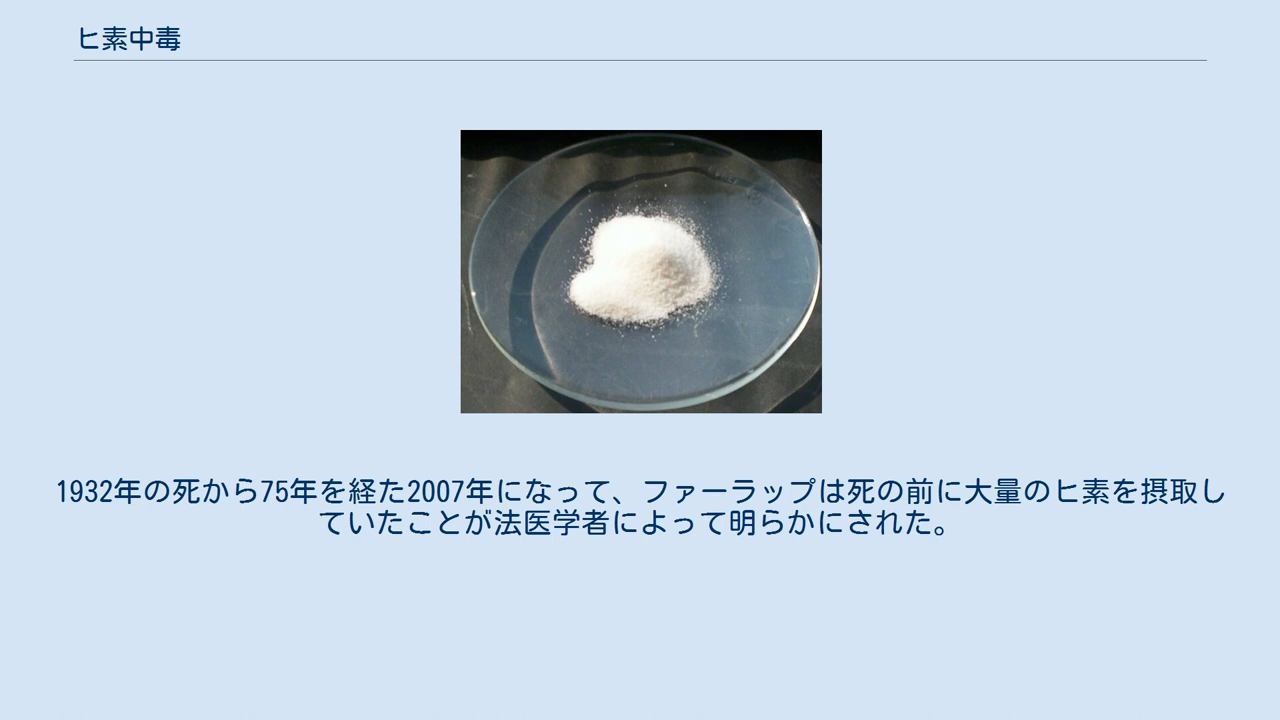 ヒ素中毒
1932年の死から75年を経た2007年になって、ファーラップは死の前に大量のヒ素を摂取し
ていたことが法医学者によって明らかにされた。